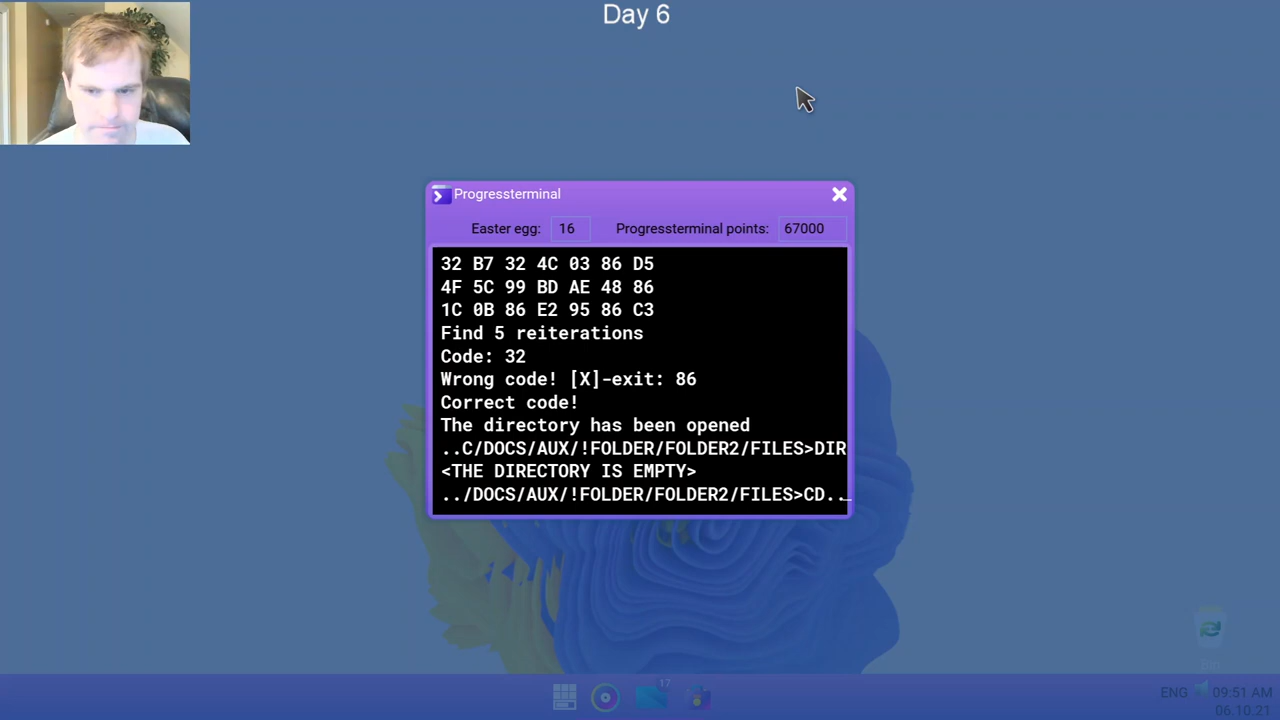 Day 6
Progressterminal
Easter egg: 16 Progressterminal points: 67000
32 B7 32 4C 03 86 D5
4F 5C 99 BD AE 48 86
1C 0B 86 E2 95 86 C3
Find 5 reiterations
Code: 32
Wrong code! [X]-exit: 86
Correct code!
The directory has been opened
..C/DOCS/AUX/!FOLDER/FOLDER2/FILES>DIR
<THE DIRECTORY IS EMPTY>
../DOCS/AUX/!FOLDER/FOLDER2/FILES>CD.._
Bin
17
ENG 09:51 AM
06.10.21